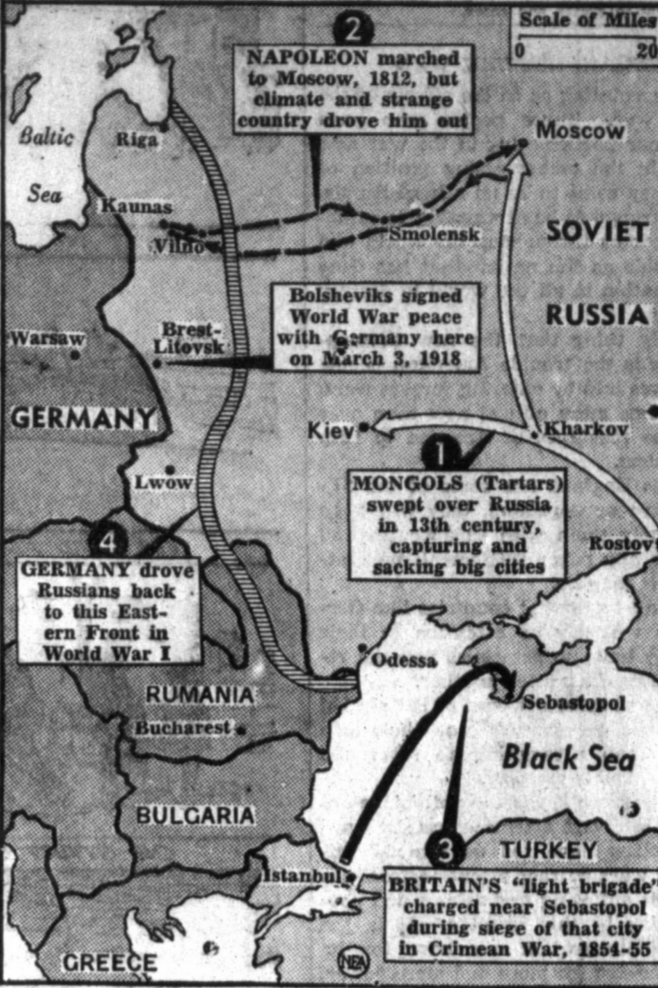 Scale of Miles
0 20
2
NAPOLEON marched
to Moscow, 1812, but
climate and strange
country drove him out
Baltic
Sea
Riga
Moscow
Kaunas
Vilno
Smolensk
SOVIET
RUSSIA
Bolsheviks signed
World War peace
with Germany here
on March 3, 1918
Warsaw
Brest-
Litovsk
GERMANY
Kiev
Kharkov
1
MONGOLS (Tartars)
swept over Russia
in 13th century,
capturing and
sacking big cities
Lwow
Rostov
4
GERMANY drove
Russians back
to this East-
ern Front in
World War I
Odessa
RUMANIA
Sebastopol
Bucharest
Black Sea
BULGARIA
3
TURKEY
Istanbul
BRITAIN'S "light brigade"
charged near Sebastopol
during siege of that city
in Crimean War, 1854-55
GREECE
NEA